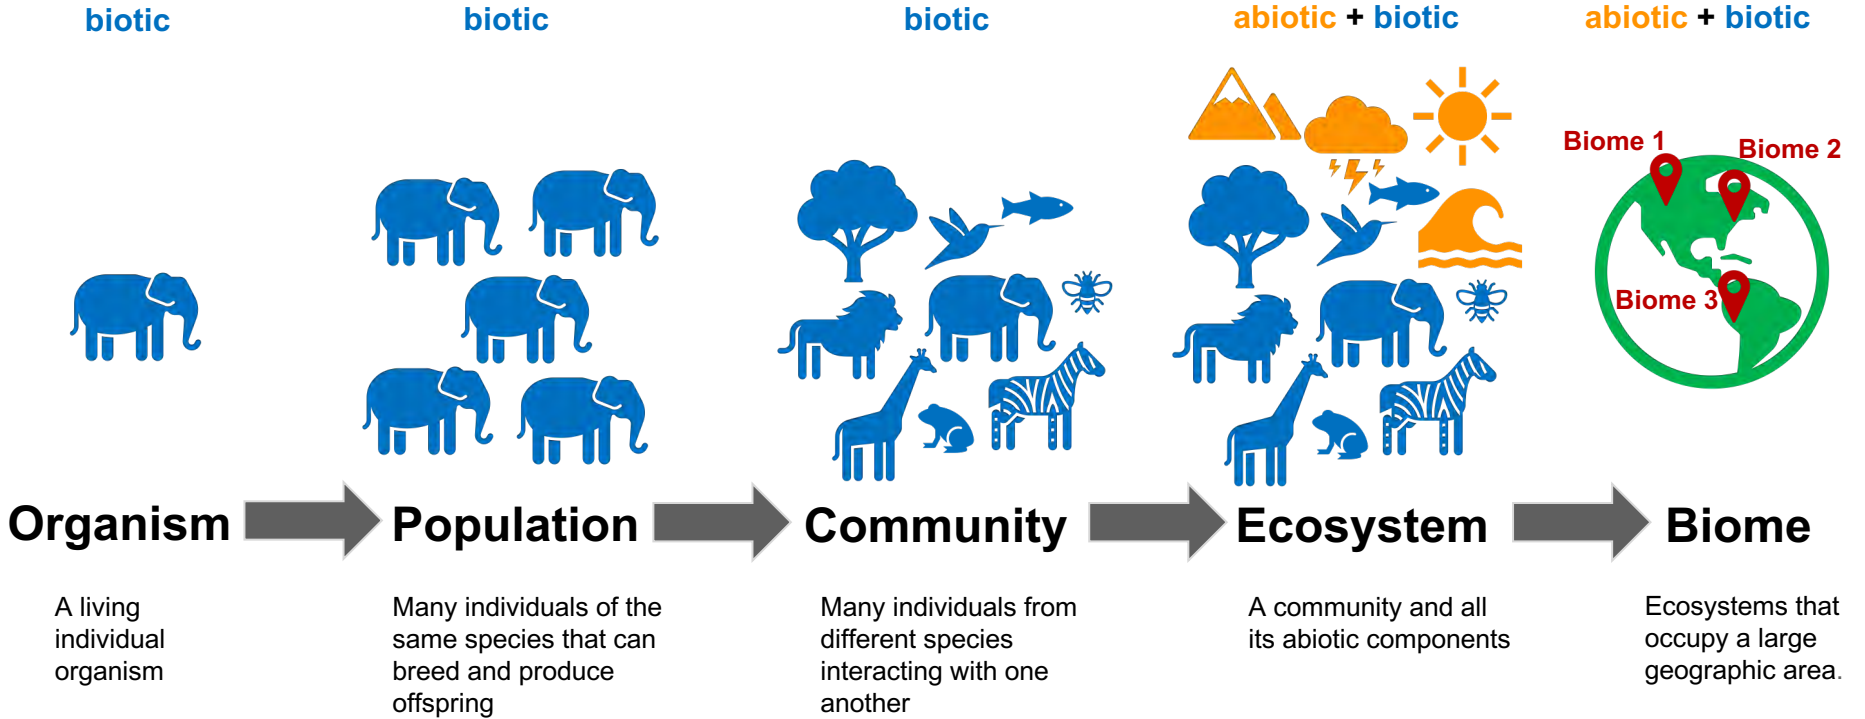 biotic
biotic
biotic
abiotic + biotic
abiotic + biotic
Biome 1
Biome 2
Biome 3
Organism
Population
Community
Ecosystem
Biome
A living
individual
organism
Many individuals of the
same species that can
breed and produce
offspring
Many individuals from
different species
interacting with one
another
A community and all
its abiotic components
Ecosystems that
occupy a large
geographic area.